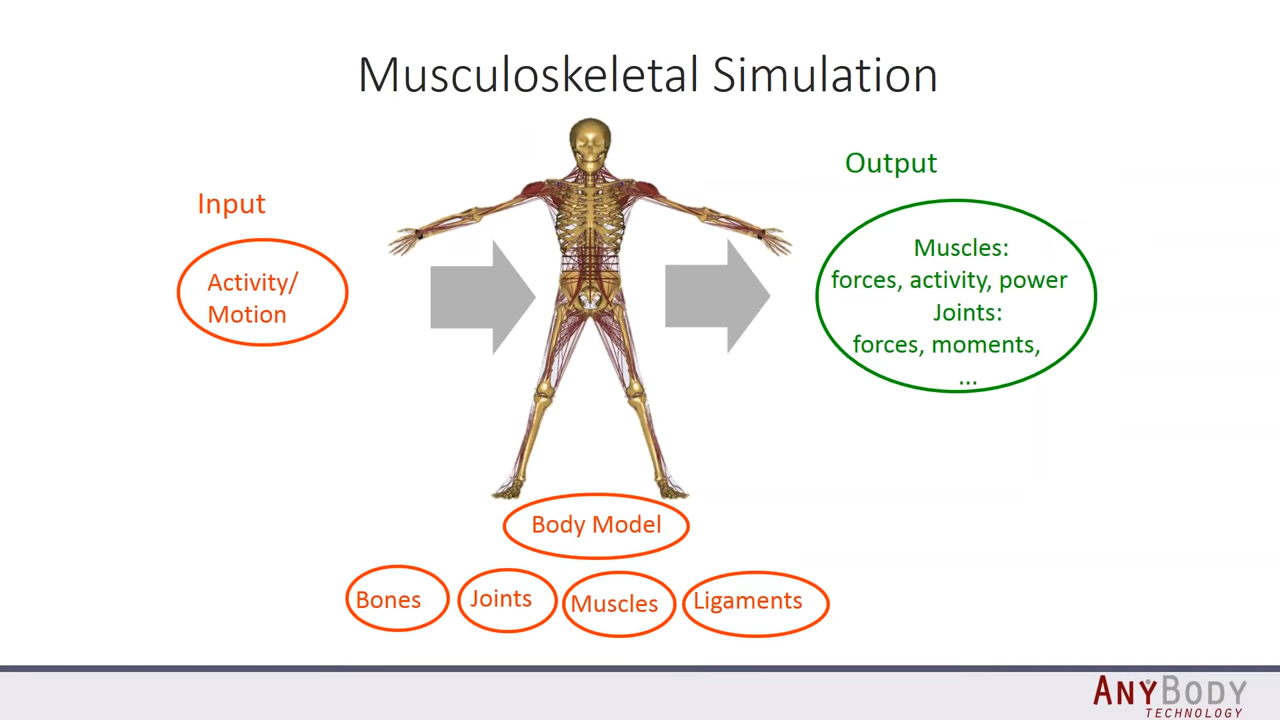 Musculoskeletal Simulation
Input
Activity/
Motion
Output
Muscles:
forces, activity, power
Joints:
forces, moments,
...
Body Model
Bones
Joints
Muscles
Ligaments
ANYBODY
TECHNOLOGY